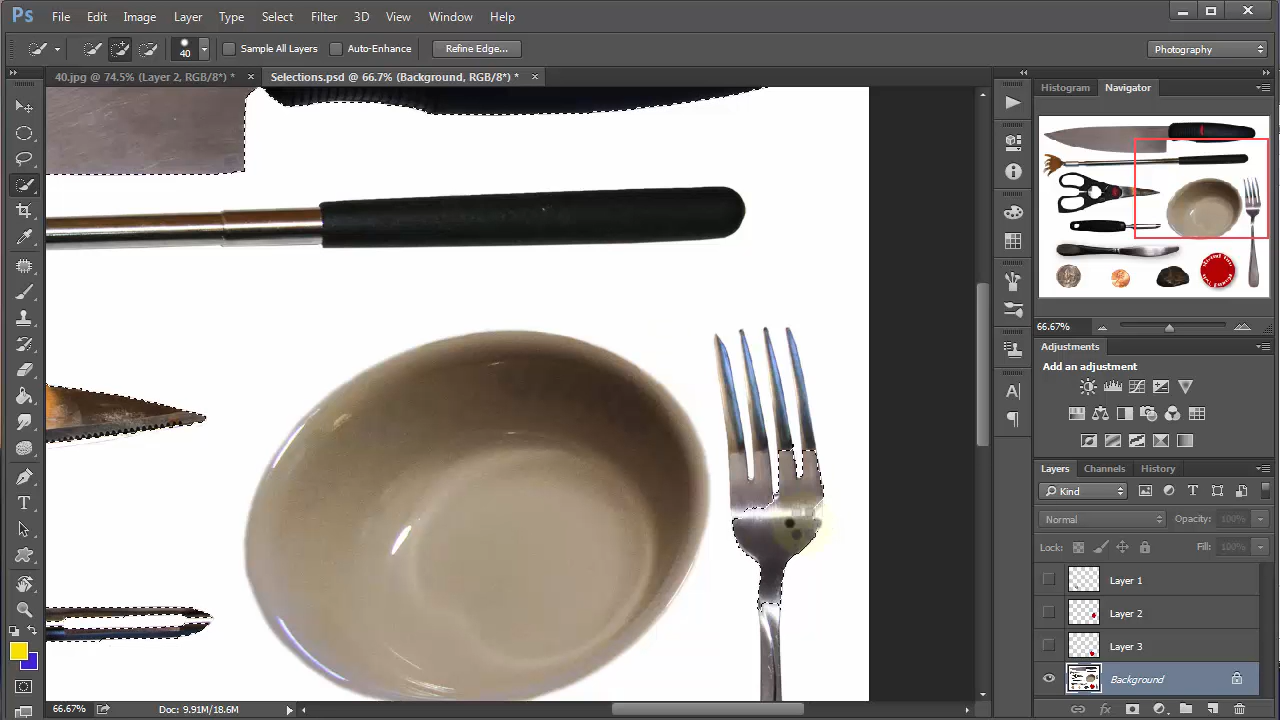 Ps File Edit Image Layer Type Select Filter 3D View Window Help
40 Sample All Layers Auto-Enhance Refine Edge... Photography
40.jpg @ 74.5% (Layer 2, RGB/8*) * Selections.psd @ 66.7% (Background, RGB/8*) *
Histogram Navigator
66.67%
Adjustments
Add an adjustment
Layers Channels History
Kind
Normal Opacity: 100%
Lock: Fill: 100%
Layer 1
Layer 2
Layer 3
Background
66.67% Doc: 9.91M/18.6M